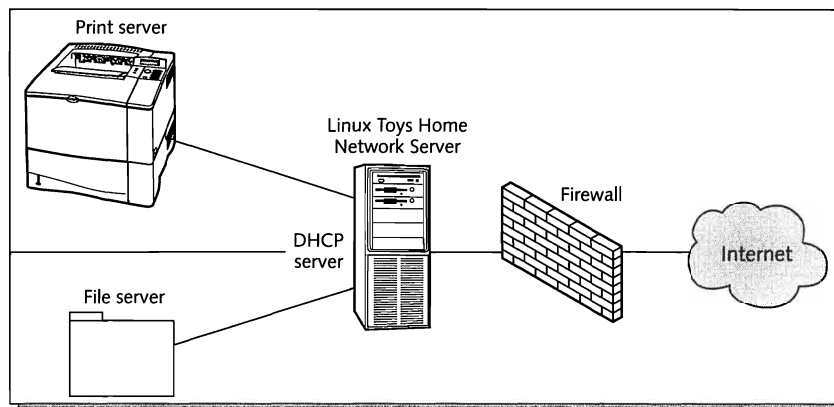 Print server
Linux Toys Home
Network Server
Firewall
DHCP
server
Internet
File server